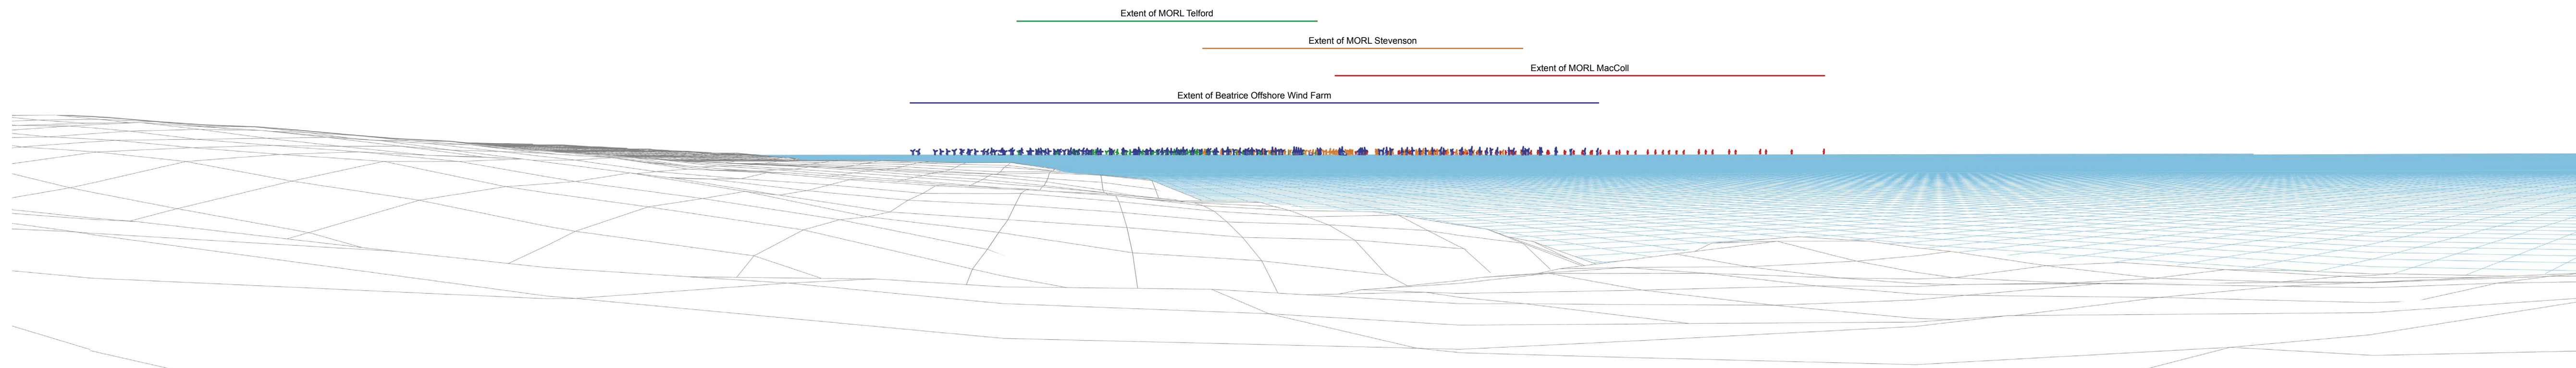 Extent of MORL Telford
Extent of MORL Stevenson
Extent of MORL MacColl
Extent of Beatrice Offshore Wind Farm